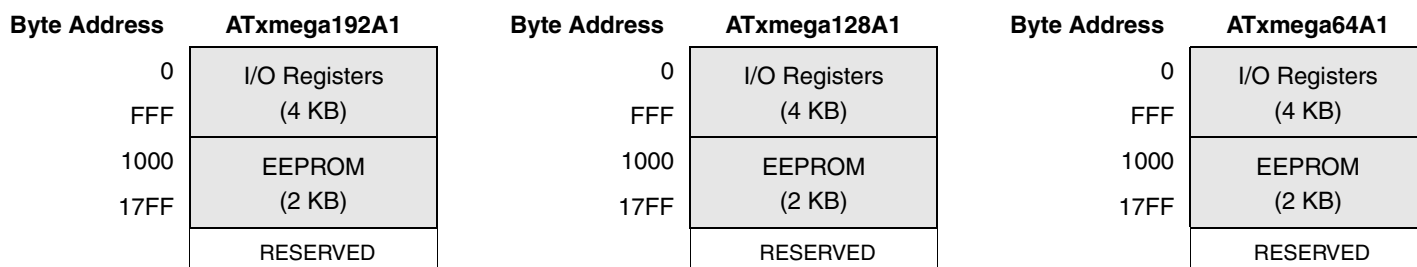 Byte Address ATxmega192A1 Byte Address ATxmega128A1 Byte Address ATxmega64A1
0 I/O Registers 0 I/O Registers 0 I/O Registers
FFF (4 KB) FFF (4 KB) FFF (4 KB)
1000 EEPROM 1000 EEPROM 1000 EEPROM
17FF (2 KB) 17FF (2 KB) 17FF (2 KB)
RESERVED RESERVED RESERVED